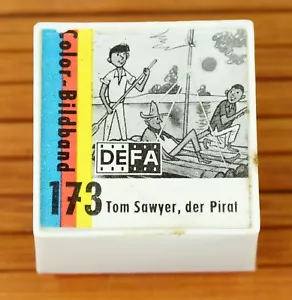 Color-Bildband
DEFA
173 Tom Sawyer, der Pirat